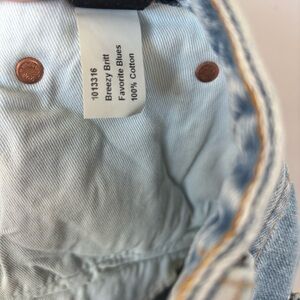 1013316
Breezy Britt
Favorite Blues
100% Cotton